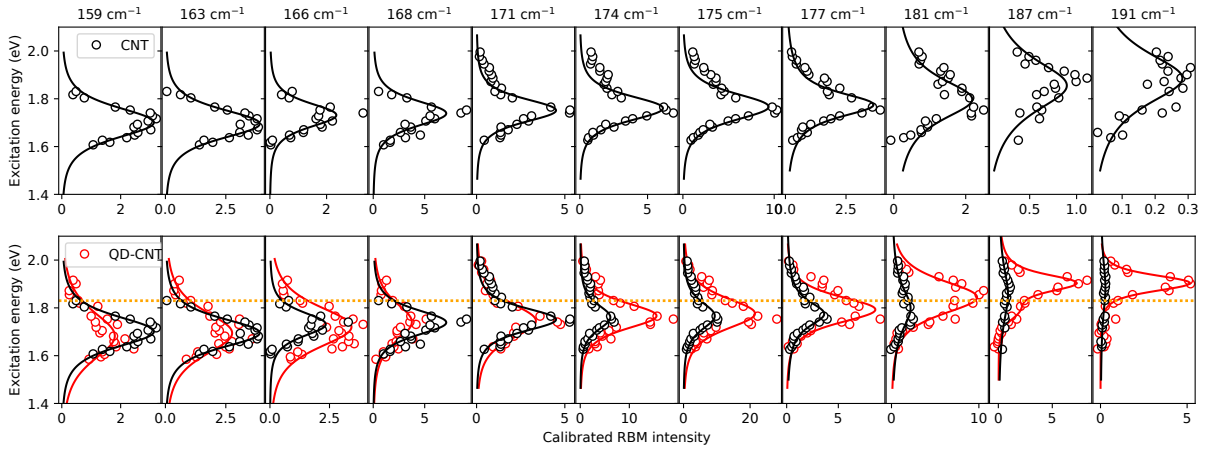 159 cm⁻¹ 163 cm⁻¹ 166 cm⁻¹ 168 cm⁻¹ 171 cm⁻¹ 174 cm⁻¹ 175 cm⁻¹ 177 cm⁻¹ 181 cm⁻¹ 187 cm⁻¹ 191 cm⁻¹
CNT
Excitation energy (eV)
2.0
1.8
1.6
1.4
0 2 0.0 2.5 0.0 2.5 0 5 0 5 0 5 0 10 0.0 2.5 0 2 0.5 1.0 0.1 0.2 0.3
QD-CNT
Excitation energy (eV)
2.0
1.8
1.6
1.4
0 2 0.0 2.5 0.0 2.5 0 5 0 5 0 10 0 20 0 5 0 10 0 5 0 5
Calibrated RBM intensity